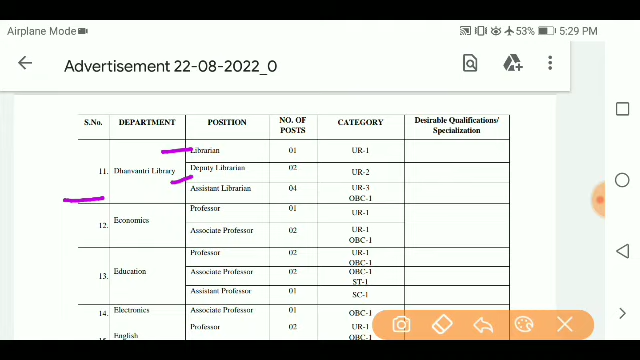 Airplane Mode 53% 5:29 PM
Advertisement 22-08-2022_0
S.No. DEPARTMENT POSITION NO. OF POSTS CATEGORY Desirable Qualifications/ Specialization
11. Dhanvantri Library Librarian 01 UR-1
Deputy Librarian 02 UR-2
Assistant Librarian 04 UR-3
OBC-1
12. Economics Professor 01 UR-1
Associate Professor 02 UR-1
OBC-1
13. Education Professor 02 UR-1
OBC-1
Associate Professor 02 OBC-1
ST-1
Assistant Professor 01 SC-1
14. Electronics Associate Professor 01 OBC-1
15. English Professor 02 UR-1
OBC-1